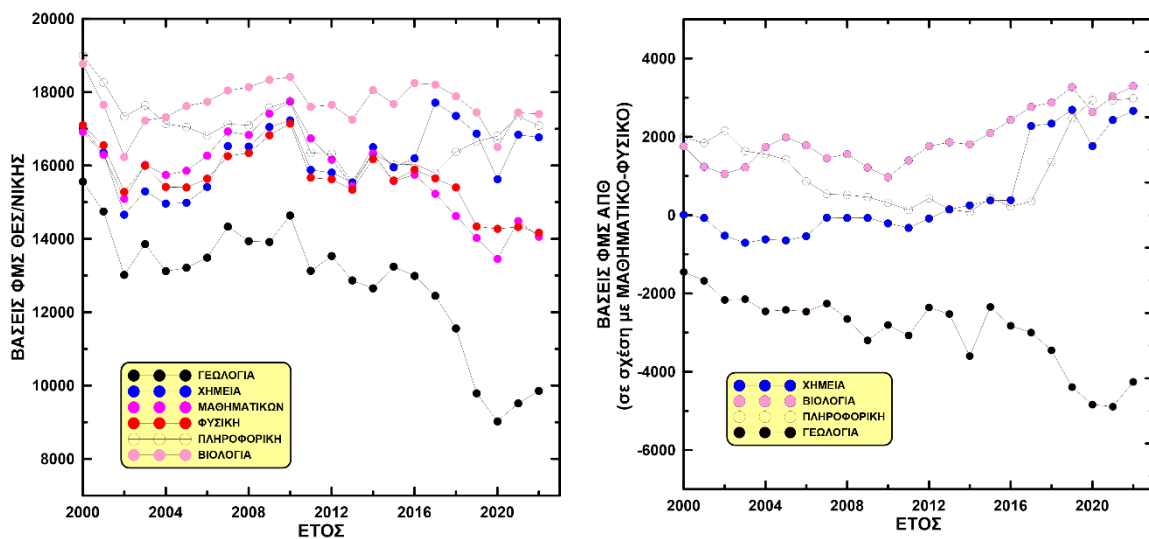 ΒΑΣΕΙΣ ΦΜΣ ΘΕΣ/ΝΙΚΗΣ
20000
18000
16000
14000
12000
10000
8000
2000 2004 2008 2012 2016 2020
ΕΤΟΣ
ΓΕΩΛΟΓΙΑ
ΧΗΜΕΙΑ
ΜΑΘΗΜΑΤΙΚΩΝ
ΦΥΣΙΚΗ
ΠΛΗΡΟΦΟΡΙΚΗ
ΒΙΟΛΟΓΙΑ
ΒΑΣΕΙΣ ΦΜΣ ΑΠΘ
(σε σχέση με ΜΑΘΗΜΑΤΙΚΟ-ΦΥΣΙΚΟ)
4000
2000
0
-2000
-4000
-6000
2000 2004 2008 2012 2016 2020
ΕΤΟΣ
ΧΗΜΕΙΑ
ΒΙΟΛΟΓΙΑ
ΠΛΗΡΟΦΟΡΙΚΗ
ΓΕΩΛΟΓΙΑ